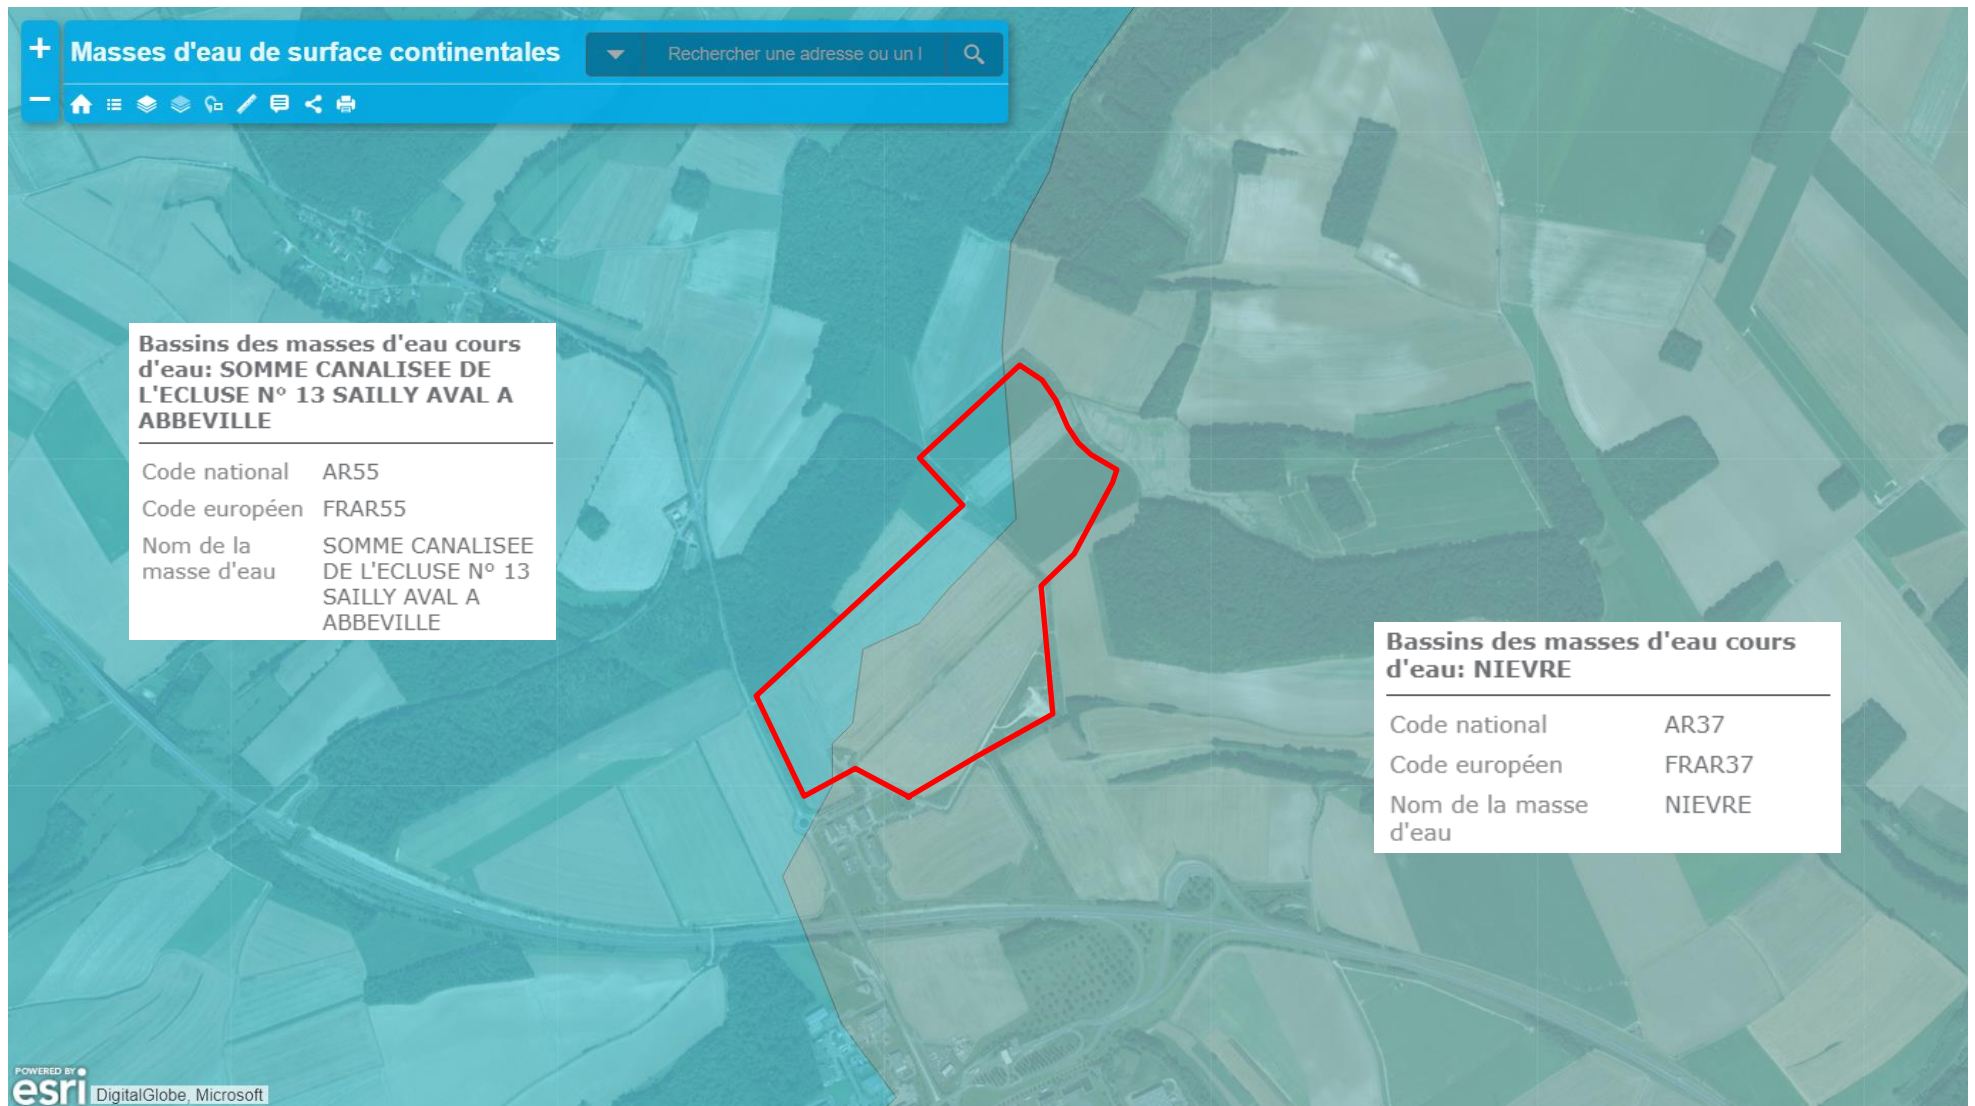 + Masses d'eau de surface continentales
Rechercher une adresse ou un l
−
Bassins des masses d'eau cours
d'eau: SOMME CANALISEE DE
L'ECLUSE N° 13 SAILLY AVAL A
ABBEVILLE
Code national AR55
Code européen FRAR55
Nom de la SOMME CANALISEE
masse d'eau DE L'ECLUSE N° 13
SAILLY AVAL A
ABBEVILLE
Bassins des masses d'eau cours
d'eau: NIEVRE
Code national AR37
Code européen FRAR37
Nom de la masse NIEVRE
d'eau
POWERED BY
esri DigitalGlobe, Microsoft